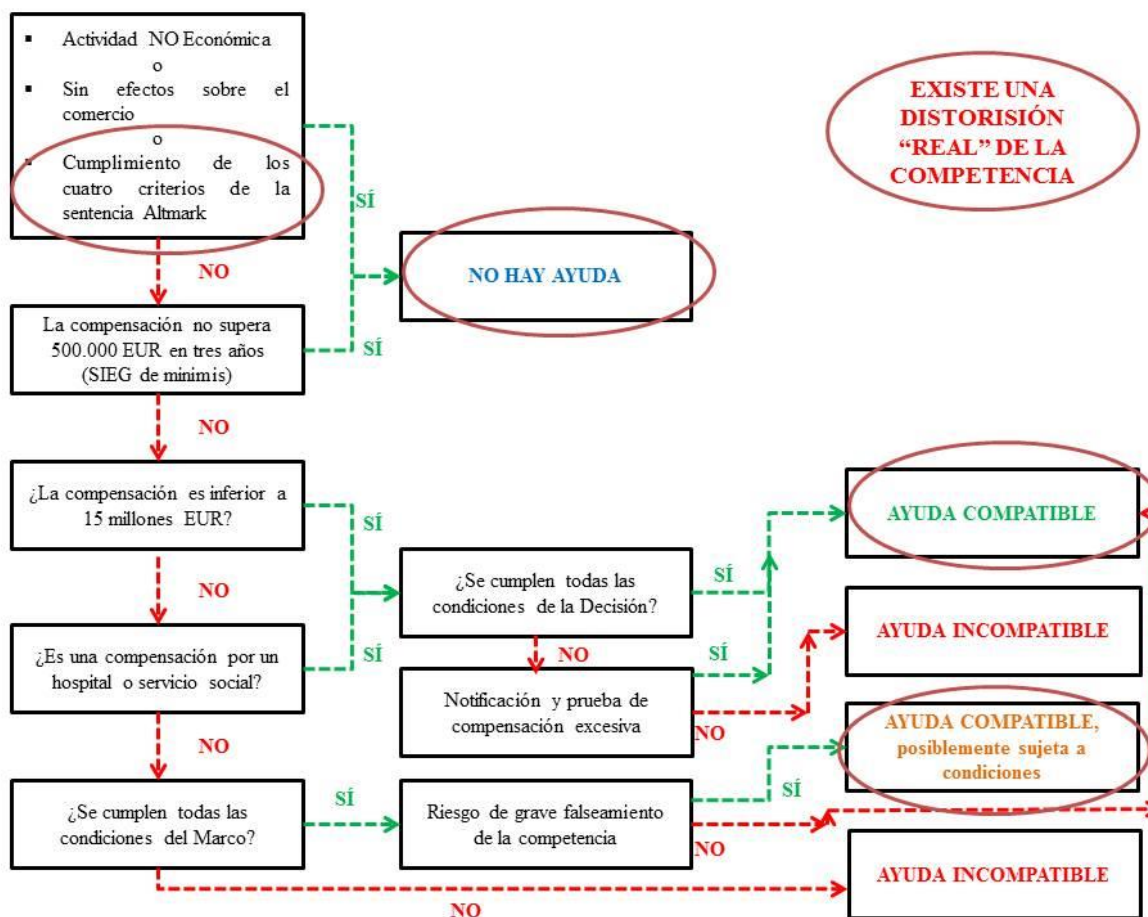 ▪ Actividad NO Económica
o
▪ Sin efectos sobre el
comercio
o
▪ Cumplimiento de los
cuatro criterios de la
sentencia Altmark
EXISTE UNA
DISTORISIÓN
“REAL” DE LA
COMPETENCIA
SÍ
NO
NO HAY AYUDA
La compensación no supera
500.000 EUR en tres años
(SIEG de minimis)
SÍ
NO
¿La compensación es inferior a
15 millones EUR?
SÍ
AYUDA COMPATIBLE
NO
¿Se cumplen todas las
condiciones de la Decisión?
SÍ
¿Es una compensación por un
hospital o servicio social?
SÍ
NO
SÍ
AYUDA INCOMPATIBLE
Notificación y prueba de
compensación excesiva
NO
NO
AYUDA COMPATIBLE,
posiblemente sujeta a
condiciones
¿Se cumplen todas las
condiciones del Marco?
SÍ
Riesgo de grave falseamiento
de la competencia
SÍ
NO
AYUDA INCOMPATIBLE
NO